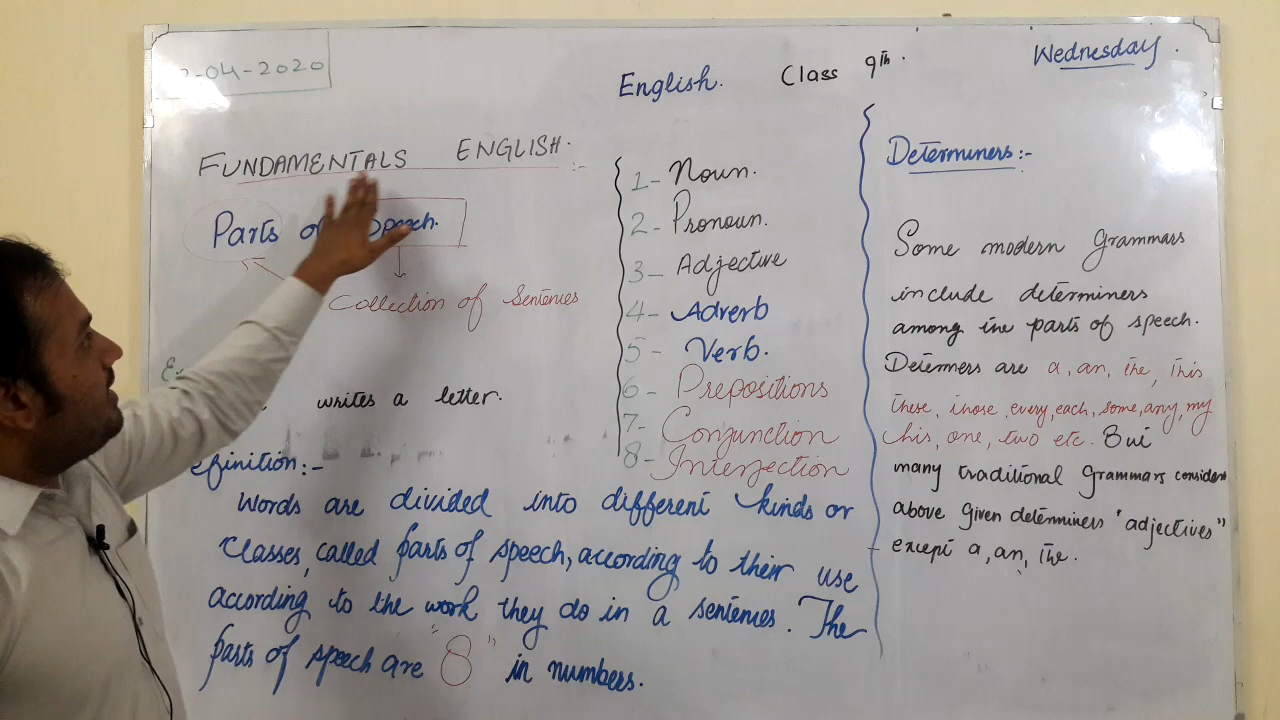 -04-2020
English. Class 9th.
Wednesday.
FUNDAMENTALS ENGLISH. :-
Parts of Speech.
Collection of Sentenses
writes a letter.
efinition:-
Words are divided into different kinds or
Classes, called parts of speech, according to their use
according to the work they do in a sentenses. The
parts of speech are "8" in numbers.
1- Noun.
2- Pronoun.
3- Adjective
4- Adverb
5- Verb.
6- Prepositions
7- Conjunction
8- Interjection
Determiners:-
Some modern Grammars
include determiners
among the parts of speech.
Determers are a, an, the, this
these, those, every, each, some, any, my
his, one, two etc. But
many traditional Grammars consider
above given determiners "adjectives"
except a, an, the.